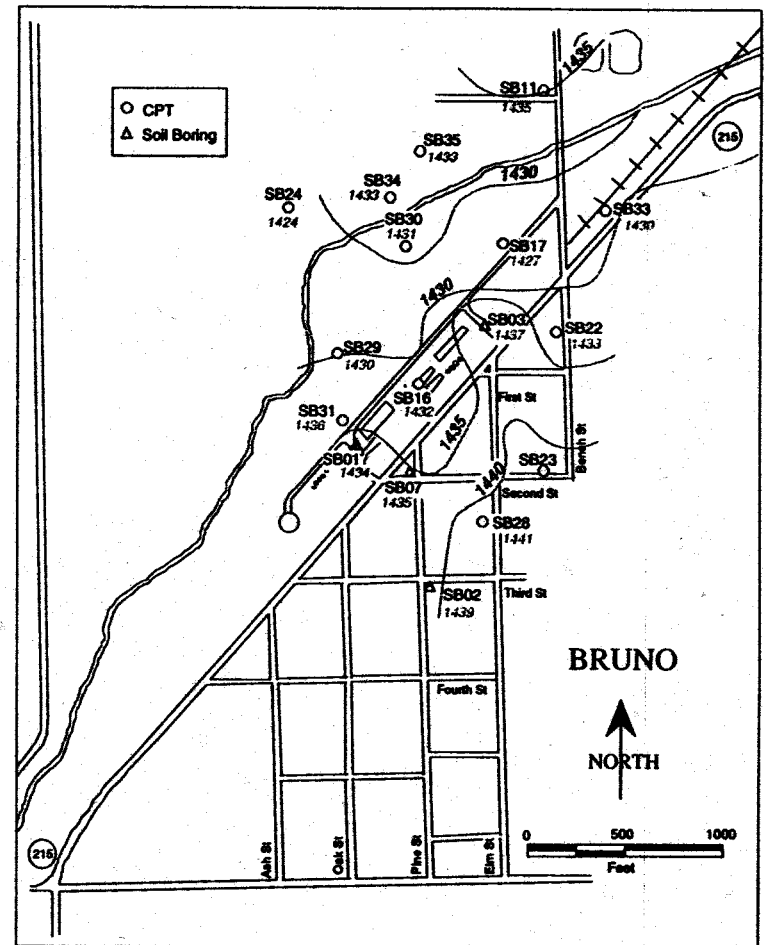 CPT
Soil Boring
1435
SB11
1435
215
SB35
1433
1430
SB34
1433
SB24
1424
SB30
1431
SB33
1430
SB17
1427
1430
SB03
1437
SB22
1433
SB29
1430
First St
SB16
1432
SB31
1436
1435
Benish St
SB01
1434
SB23
SB07
1435
1440
Second St
SB28
1441
SB02
1439
Third St
BRUNO
Fourth St
NORTH
0 500 1000
Feet
215
Ash St
Oak St
Pine St
Elm St